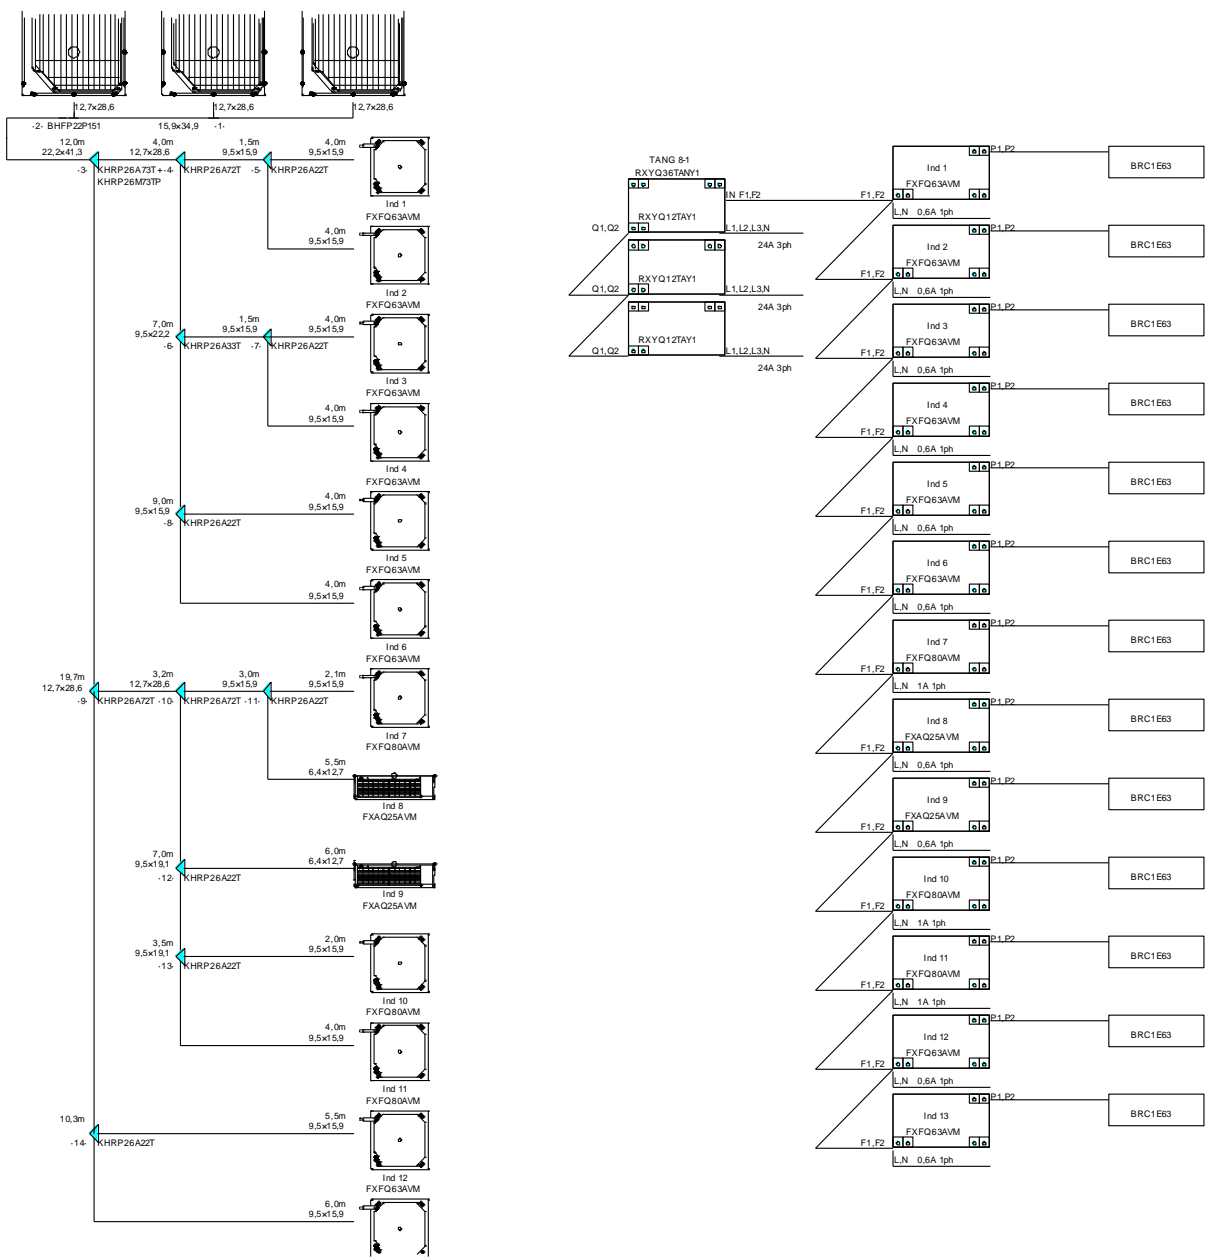 12,7x28,6 12,7x28,6 12,7x28,6
-2- BHFP22P151 15,9x34,9 -1-
12,0m 4,0m 1,5m 4,0m
22,2x41,3 12,7x28,6 9,5x15,9 9,5x15,9
-3- KHRP26A73T+ -4- KHRP26A72T -5- KHRP26A22T
KHRP26M73TP
Ind 1
FXFQ63AVM
4,0m
9,5x15,9
Ind 2
FXFQ63AVM
7,0m 1,5m 4,0m
9,5x22,2 9,5x15,9 9,5x15,9
-6- KHRP26A33T -7- KHRP26A22T
Ind 3
FXFQ63AVM
4,0m
9,5x15,9
Ind 4
FXFQ63AVM
9,0m 4,0m
9,5x15,9 9,5x15,9
-8- KHRP26A22T
Ind 5
FXFQ63AVM
4,0m
9,5x15,9
Ind 6
FXFQ63AVM
19,7m 3,2m 3,0m 2,1m
12,7x28,6 12,7x28,6 9,5x15,9 9,5x15,9
-9- KHRP26A72T -10- KHRP26A72T -11- KHRP26A22T
Ind 7
FXFQ80AVM
5,5m
6,4x12,7
Ind 8
FXAQ25AVM
7,0m 6,0m
9,5x19,1 6,4x12,7
-12- KHRP26A22T
Ind 9
FXAQ25AVM
3,5m 2,0m
9,5x19,1 9,5x15,9
-13- KHRP26A22T
Ind 10
FXFQ80AVM
4,0m
9,5x15,9
Ind 11
FXFQ80AVM
10,3m 5,5m
9,5x15,9
-14- KHRP26A22T
Ind 12
FXFQ63AVM
6,0m
9,5x15,9
TANG 8-1
RXYQ36TANY1
IN F1,F2
RXYQ12TAY1
Q1,Q2 L1,L2,L3,N
24A 3ph
RXYQ12TAY1
Q1,Q2 L1,L2,L3,N
24A 3ph
RXYQ12TAY1
Q1,Q2 L1,L2,L3,N
24A 3ph
P1,P2
Ind 1 BRC1E63
FXFQ63AVM
F1,F2
L,N 0,6A 1ph
P1,P2
Ind 2 BRC1E63
FXFQ63AVM
F1,F2
L,N 0,6A 1ph
P1,P2
Ind 3 BRC1E63
FXFQ63AVM
F1,F2
L,N 0,6A 1ph
P1,P2
Ind 4 BRC1E63
FXFQ63AVM
F1,F2
L,N 0,6A 1ph
P1,P2
Ind 5 BRC1E63
FXFQ63AVM
F1,F2
L,N 0,6A 1ph
P1,P2
Ind 6 BRC1E63
FXFQ63AVM
F1,F2
L,N 0,6A 1ph
P1,P2
Ind 7 BRC1E63
FXFQ80AVM
F1,F2
L,N 1A 1ph
P1,P2
Ind 8 BRC1E63
FXAQ25AVM
F1,F2
L,N 0,6A 1ph
P1,P2
Ind 9 BRC1E63
FXAQ25AVM
F1,F2
L,N 0,6A 1ph
P1,P2
Ind 10 BRC1E63
FXFQ80AVM
F1,F2
L,N 1A 1ph
P1,P2
Ind 11 BRC1E63
FXFQ80AVM
F1,F2
L,N 1A 1ph
P1,P2
Ind 12 BRC1E63
FXFQ63AVM
F1,F2
L,N 0,6A 1ph
P1,P2
Ind 13 BRC1E63
FXFQ63AVM
F1,F2
L,N 0,6A 1ph